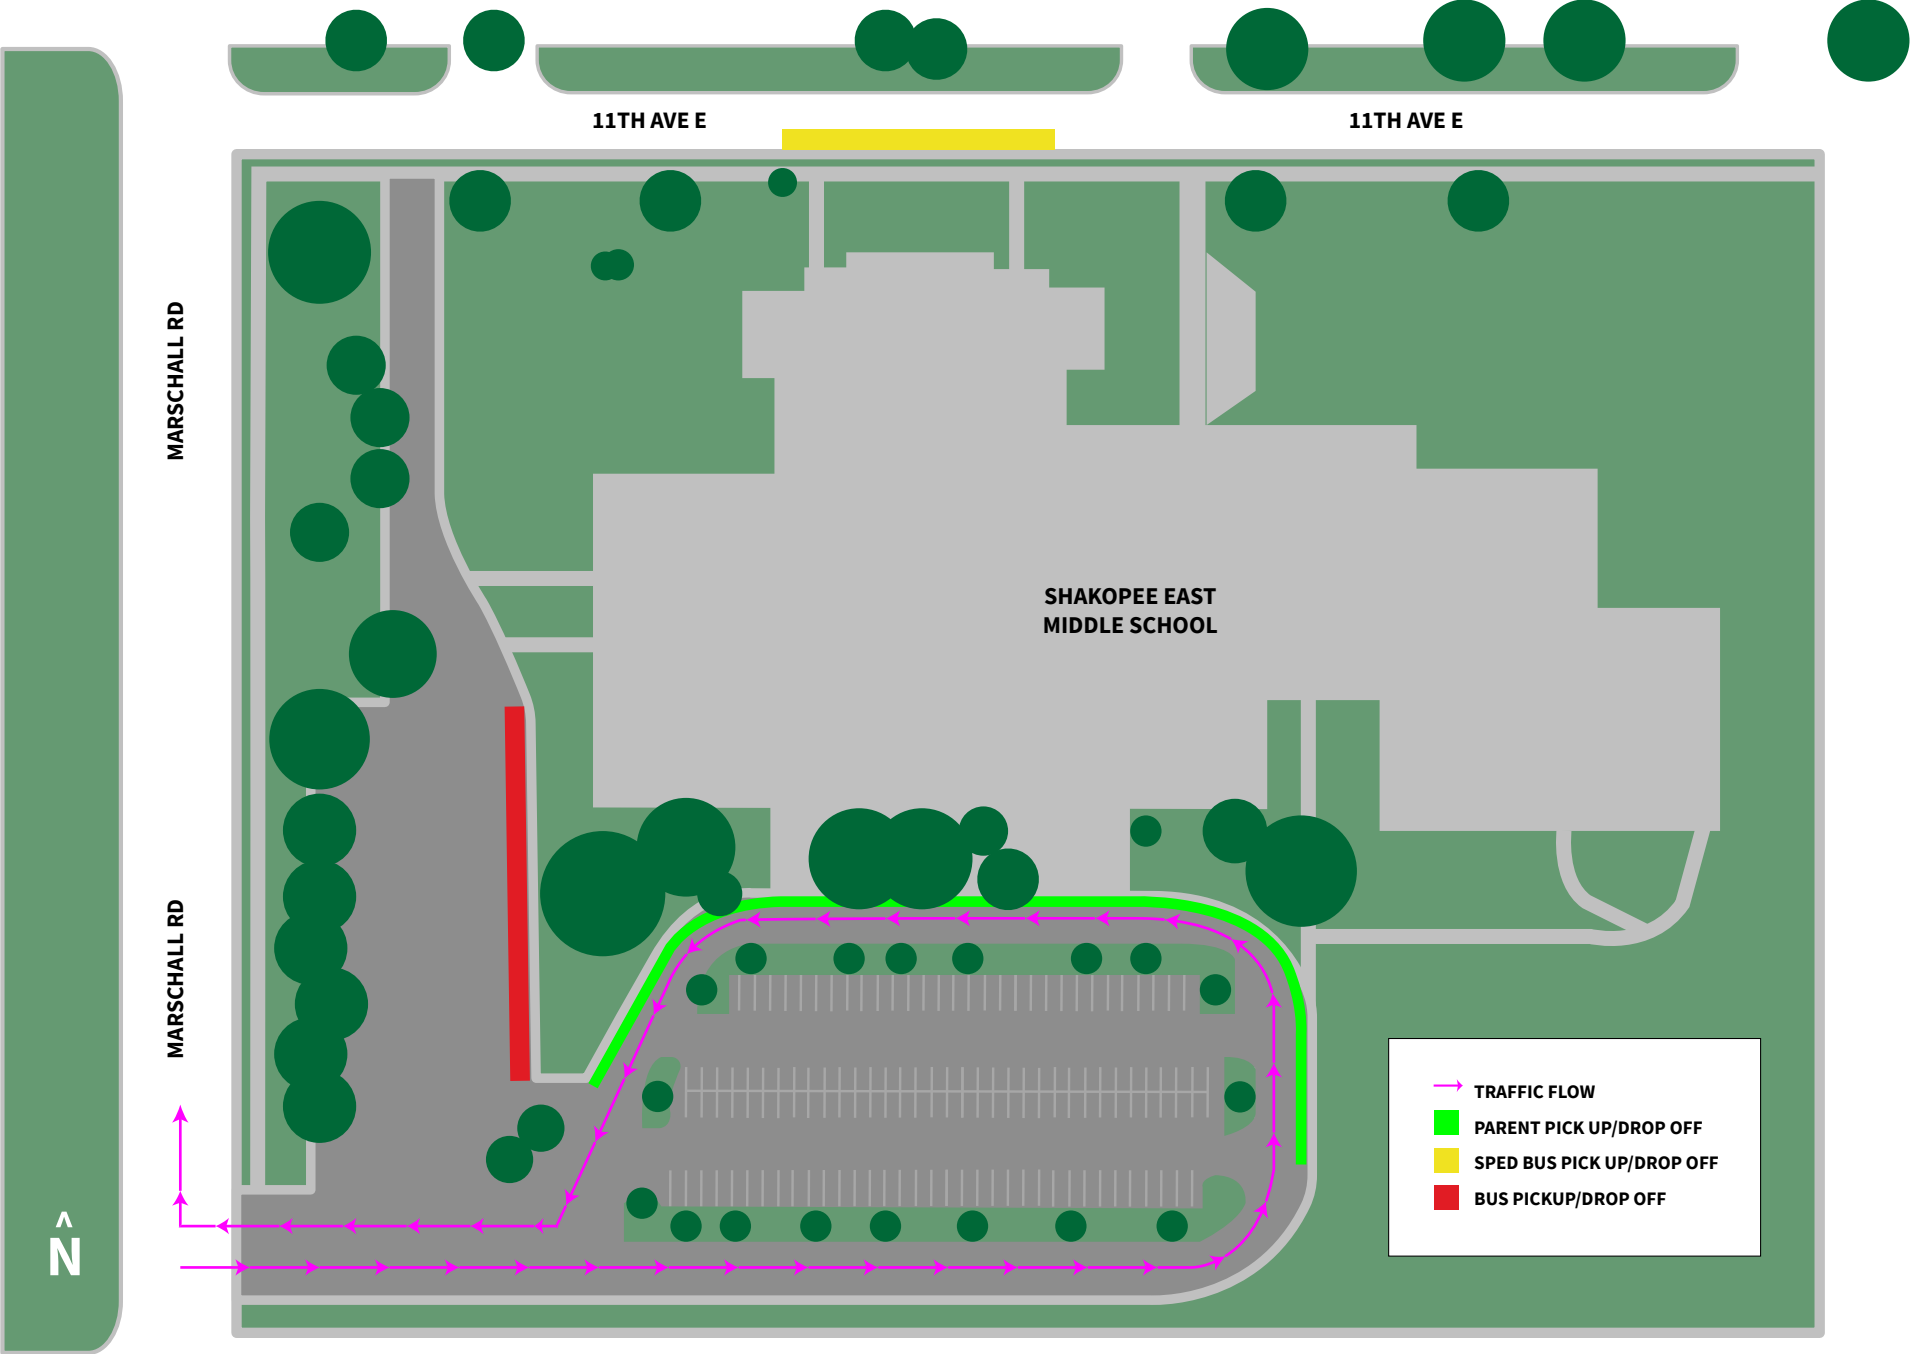 11TH AVE E
11TH AVE E
MARSCHALL RD
SHAKOPEE EAST
MIDDLE SCHOOL
MARSCHALL RD
TRAFFIC FLOW
PARENT PICK UP/DROP OFF
SPED BUS PICK UP/DROP OFF
BUS PICKUP/DROP OFF
N